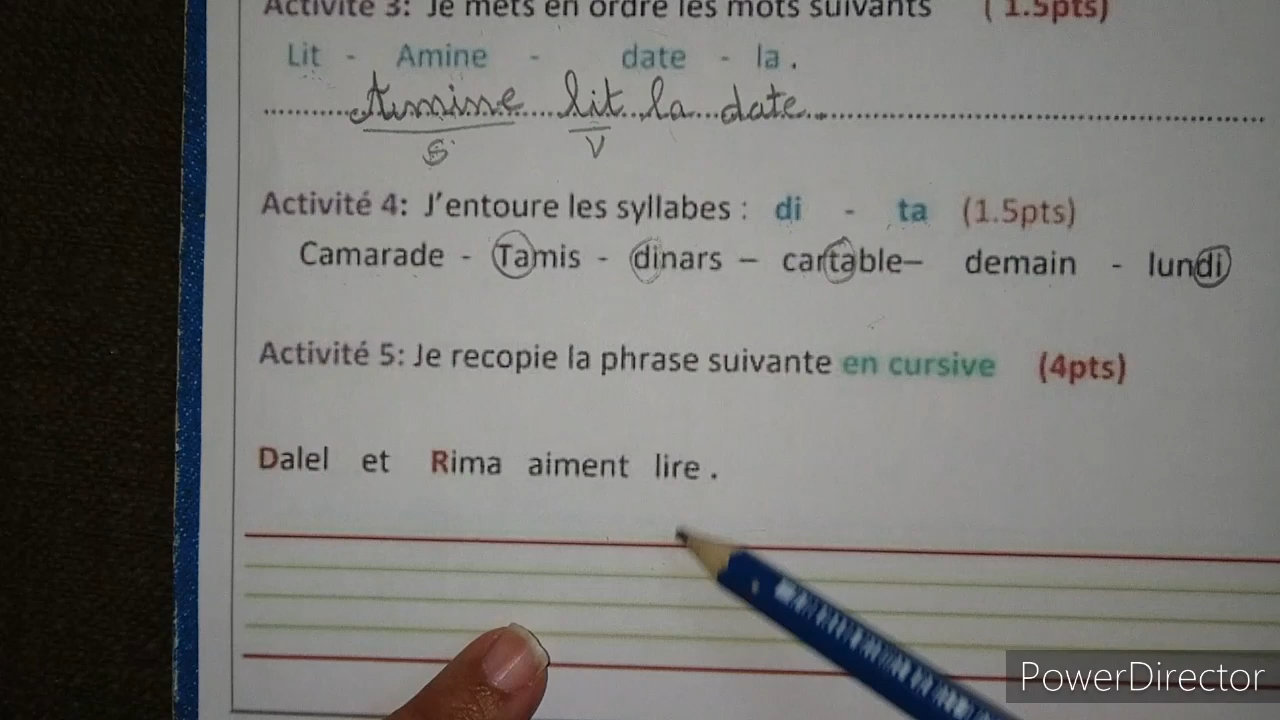 Activité 3: Je mets en ordre les mots suivants ( 1.5pts)
Lit - Amine - date - la .
Amine lit la date
S V
Activité 4: J'entoure les syllabes : di - ta (1.5pts)
Camarade - Tamis - dinars – cartable– demain - lundi
Activité 5: Je recopie la phrase suivante en cursive (4pts)
Dalel et Rima aiment lire .
PowerDirector